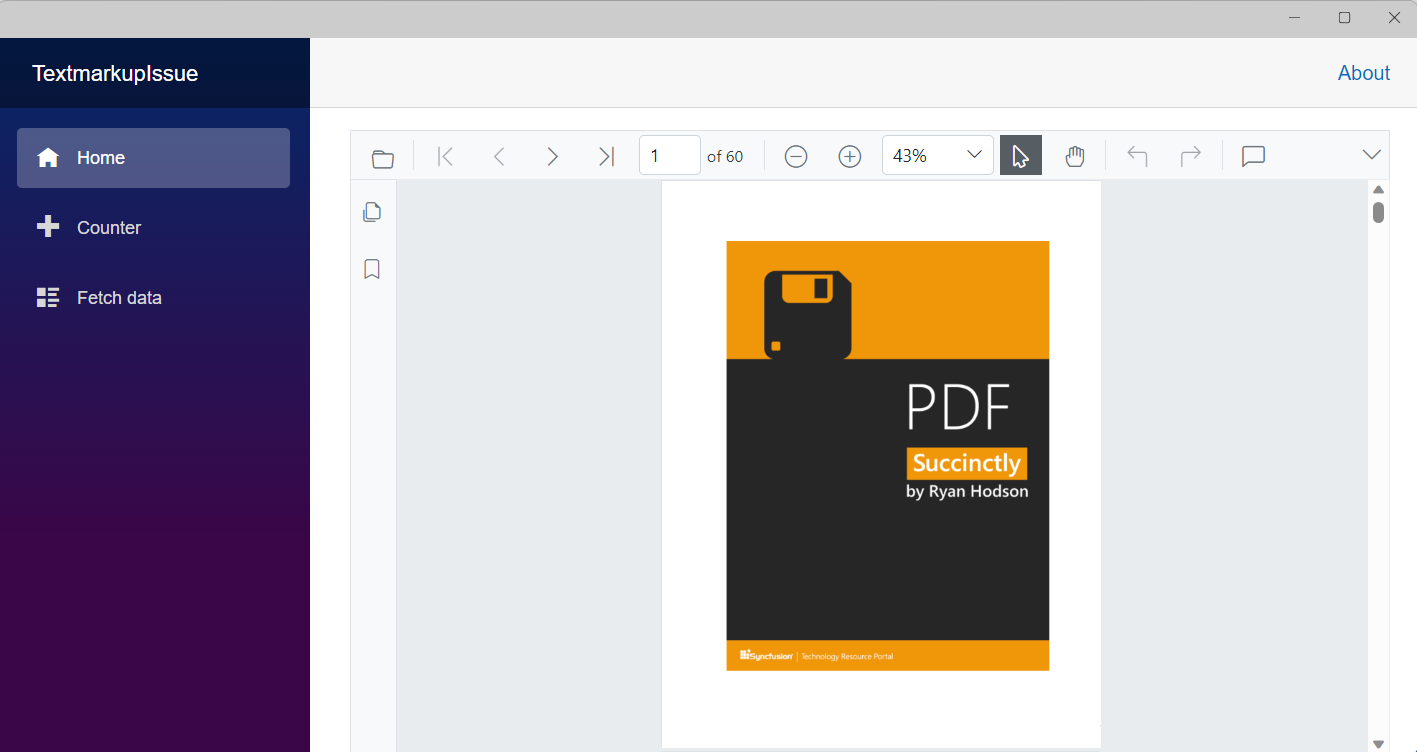 TextmarkupIssue
About
Home
Counter
Fetch data
1 of 60
43%
PDF
Succinctly
by Ryan Hodson
Syncfusion | Technology Resource Portal